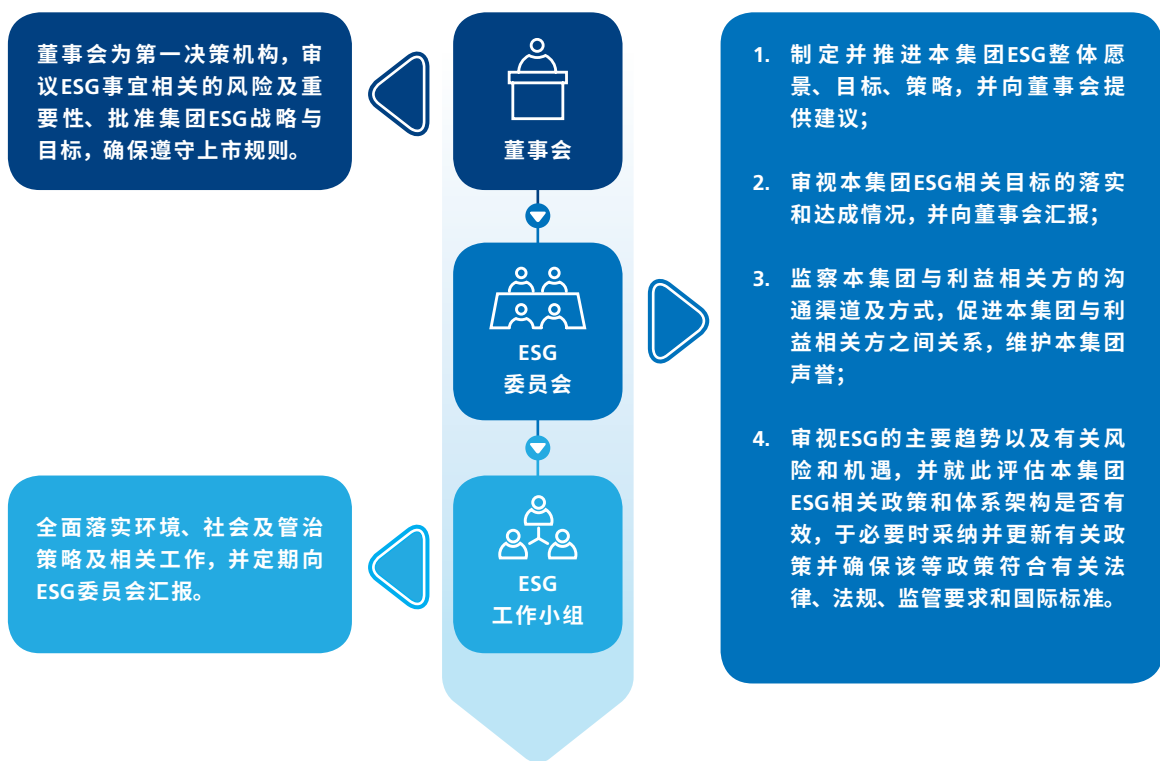 董事会为第一决策机构，审
议ESG事宜相关的风险及重
要性、批准集团ESG战略与
目标，确保遵守上市规则。
董事会
ESG
委员会
1. 制定并推进本集团ESG整体愿
景、目标、策略，并向董事会提
供建议；
2. 审视本集团ESG相关目标的落实
和达成情况，并向董事会汇报；
3. 监察本集团与利益相关方的沟
通渠道及方式，促进本集团与利
益相关方之间关系，维护本集团
声誉；
4. 审视ESG的主要趋势以及有关风
险和机遇，并就此评估本集团
ESG相关政策和体系架构是否有
效，于必要时采纳并更新有关政
策并确保该等政策符合有关法
律、法规、监管要求和国际标准。
全面落实环境、社会及管治
策略及相关工作，并定期向
ESG委员会汇报。
ESG
工作小组